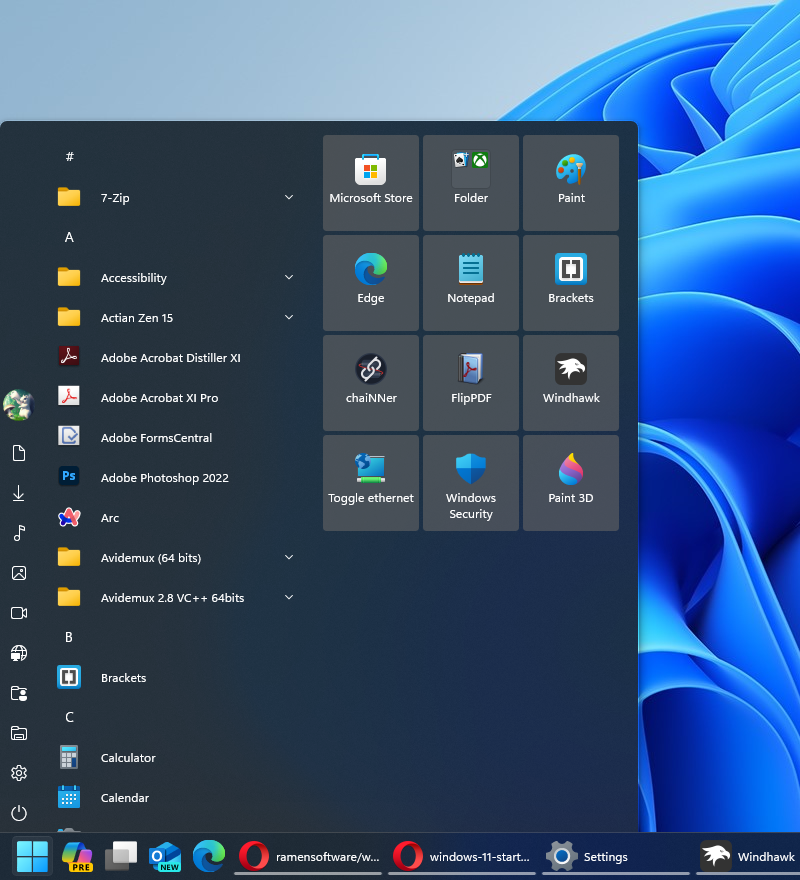 #
7-Zip
A
Accessibility
Actian Zen 15
Adobe Acrobat Distiller XI
Adobe Acrobat XI Pro
Adobe FormsCentral
Ps
Adobe Photoshop 2022
Arc
Avidemux (64 bits)
Avidemux 2.8 VC++ 64bits
B
Brackets
C
Calculator
Calendar
Microsoft Store
Folder
Paint
Edge
Notepad
Brackets
chaiNNer
FlipPDF
Windhawk
Toggle ethernet
Windows
Security
Paint 3D
PRE
NEW
ramensoftware/w...
windows-11-start...
Settings
Windhawk